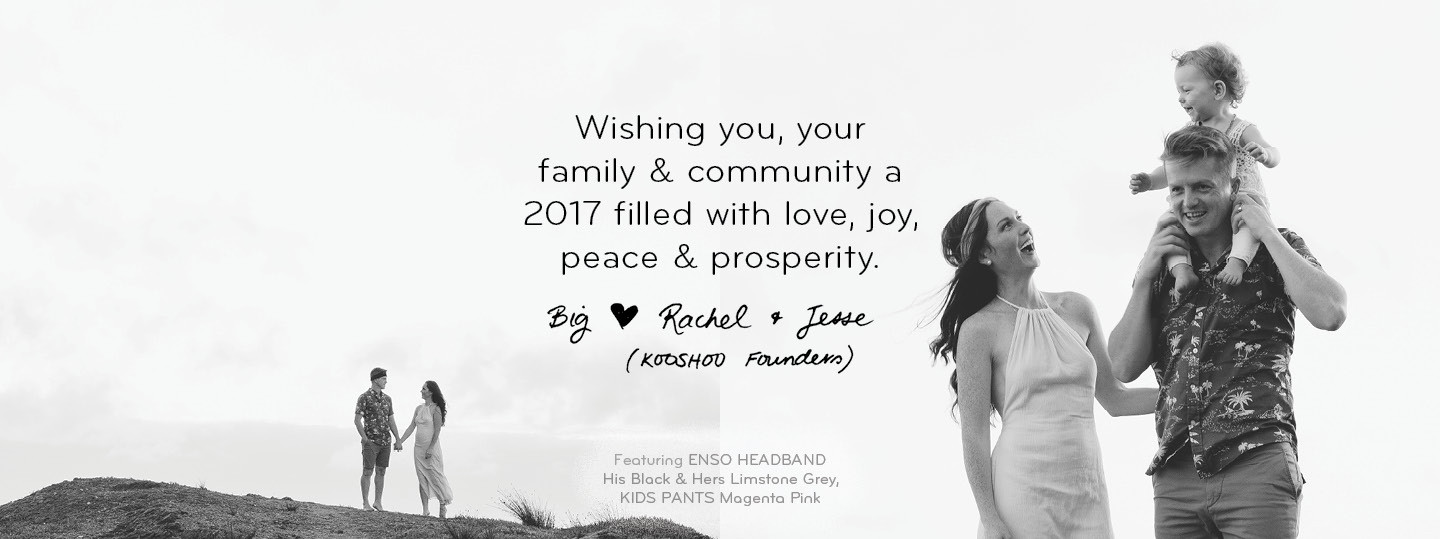 Wishing you, your
family & community a
2017 filled with love, joy,
peace & prosperity.
Big ♥ Rachel & Jesse
(KOOSHOO Founders)
Featuring ENSO HEADBAND
His Black & Hers Limstone Grey,
KIDS PANTS Magenta Pink